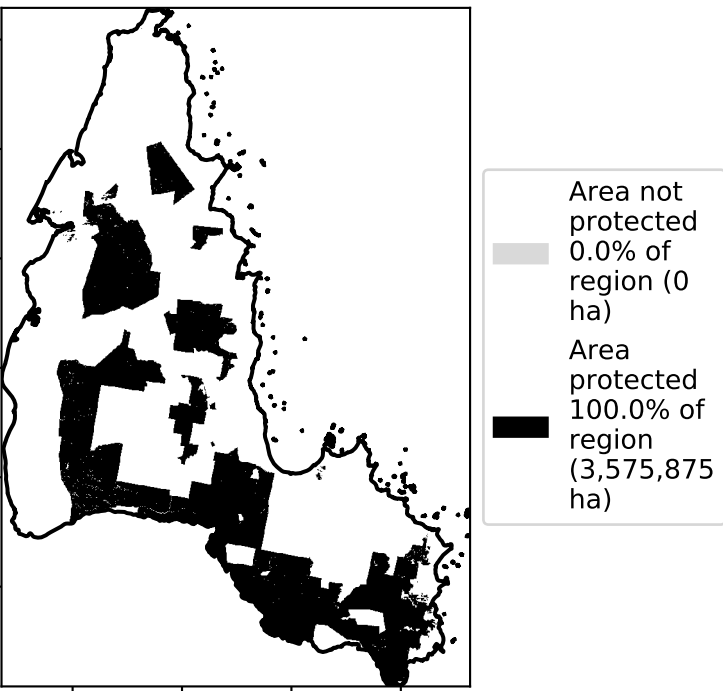 Area not
protected
0.0% of
region (0
ha)
Area
protected
100.0% of
region
(3,575,875
ha)